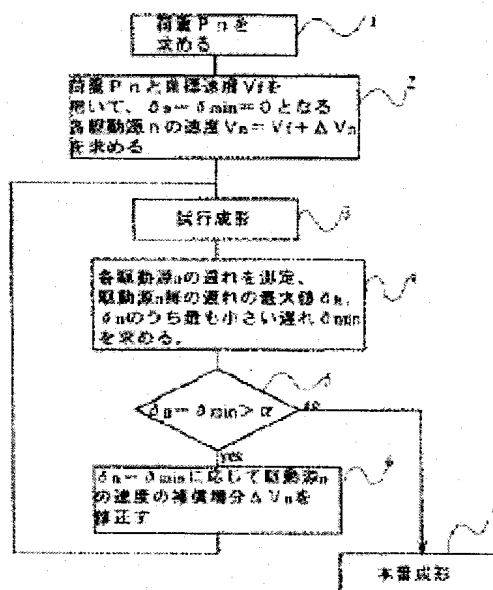 荷重Pnを
求める
1
荷重Pnと目標速度Vfを
用いて、δn－δmin＝0となる
各駆動源nの速度Vn＝Vf＋ΔVn
を求める
2
試行成形
3
各駆動源nの遅れを測定、
駆動源n毎の遅れの最大値δn、
δnのうち最も小さい遅れδmin
を求める。
4
δn－δmin＞α
5
yes
δn－δminに応じて駆動源n
の速度の補償増分ΔVnを
修正す
6
本番成形